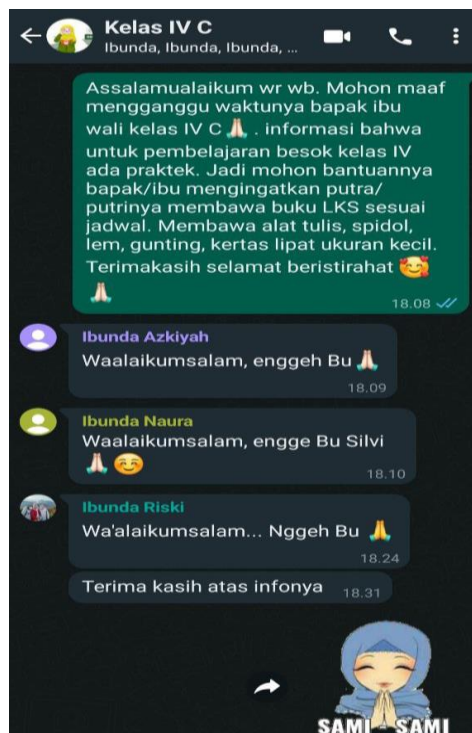 Kelas IV C
Ibunda, Ibunda, Ibunda, ...
Assalamualaikum wr wb. Mohon maaf
mengganggu waktunya bapak ibu
wali kelas IV C 🙏🏻 . informasi bahwa
untuk pembelajaran besok kelas IV
ada praktek. Jadi mohon bantuannya
bapak/ibu mengingatkan putra/
putrinya membawa buku LKS sesuai
jadwal. Membawa alat tulis, spidol,
lem, gunting, kertas lipat ukuran kecil.
Terimakasih selamat beristirahat 🥰
🙏🏻
18.08
Ibunda Azkiyah
Waalaikumsalam, enggeh Bu 🙏🏻
18.09
Ibunda Naura
Waalaikumsalam, engge Bu Silvi
🙏🏻☺️
18.10
Ibunda Riski
Wa'alaikumsalam... Nggeh Bu 🙏
18.24
Terima kasih atas infonya 18.31
SAMI - SAMI